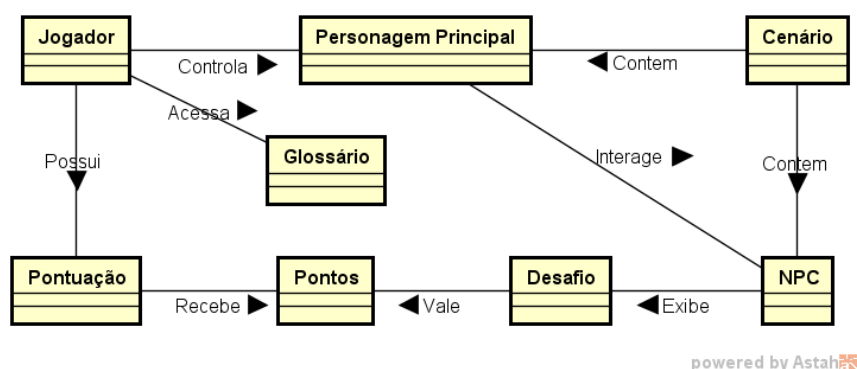 Jogador
Personagem Principal
Cenário
Controla
Contem
Acessa
Glossário
Interage
Possui
Contem
Pontuação
Pontos
Desafio
NPC
Recebe
Vale
Exibe
powered by Astah